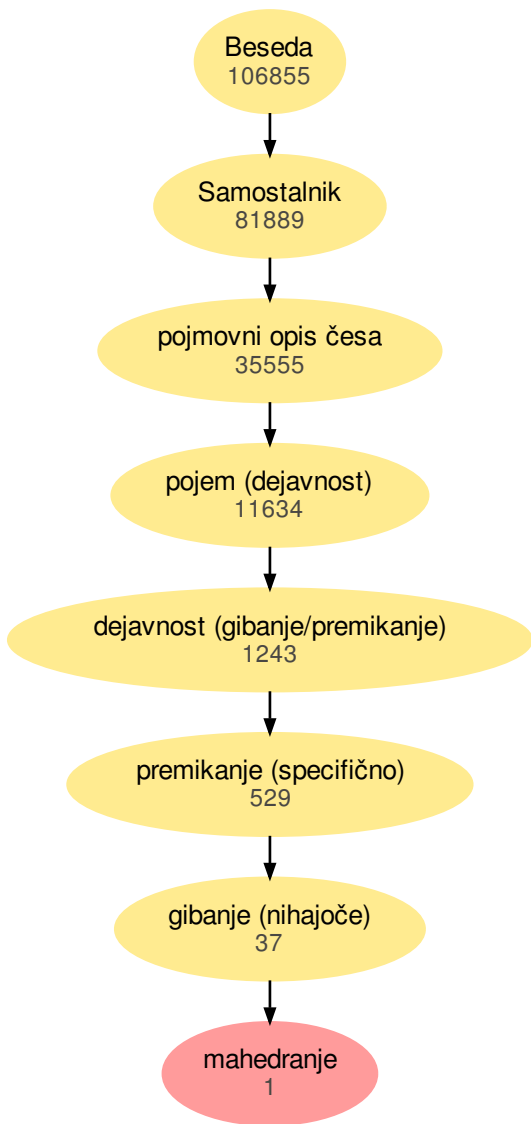 Beseda
106855
Samostalnik
81889
pojmovni opis česa
35555
pojem (dejavnost)
11634
dejavnost (gibanje/premikanje)
1243
premikanje (specifično)
529
gibanje (nihajoče)
37
mahedranje
1